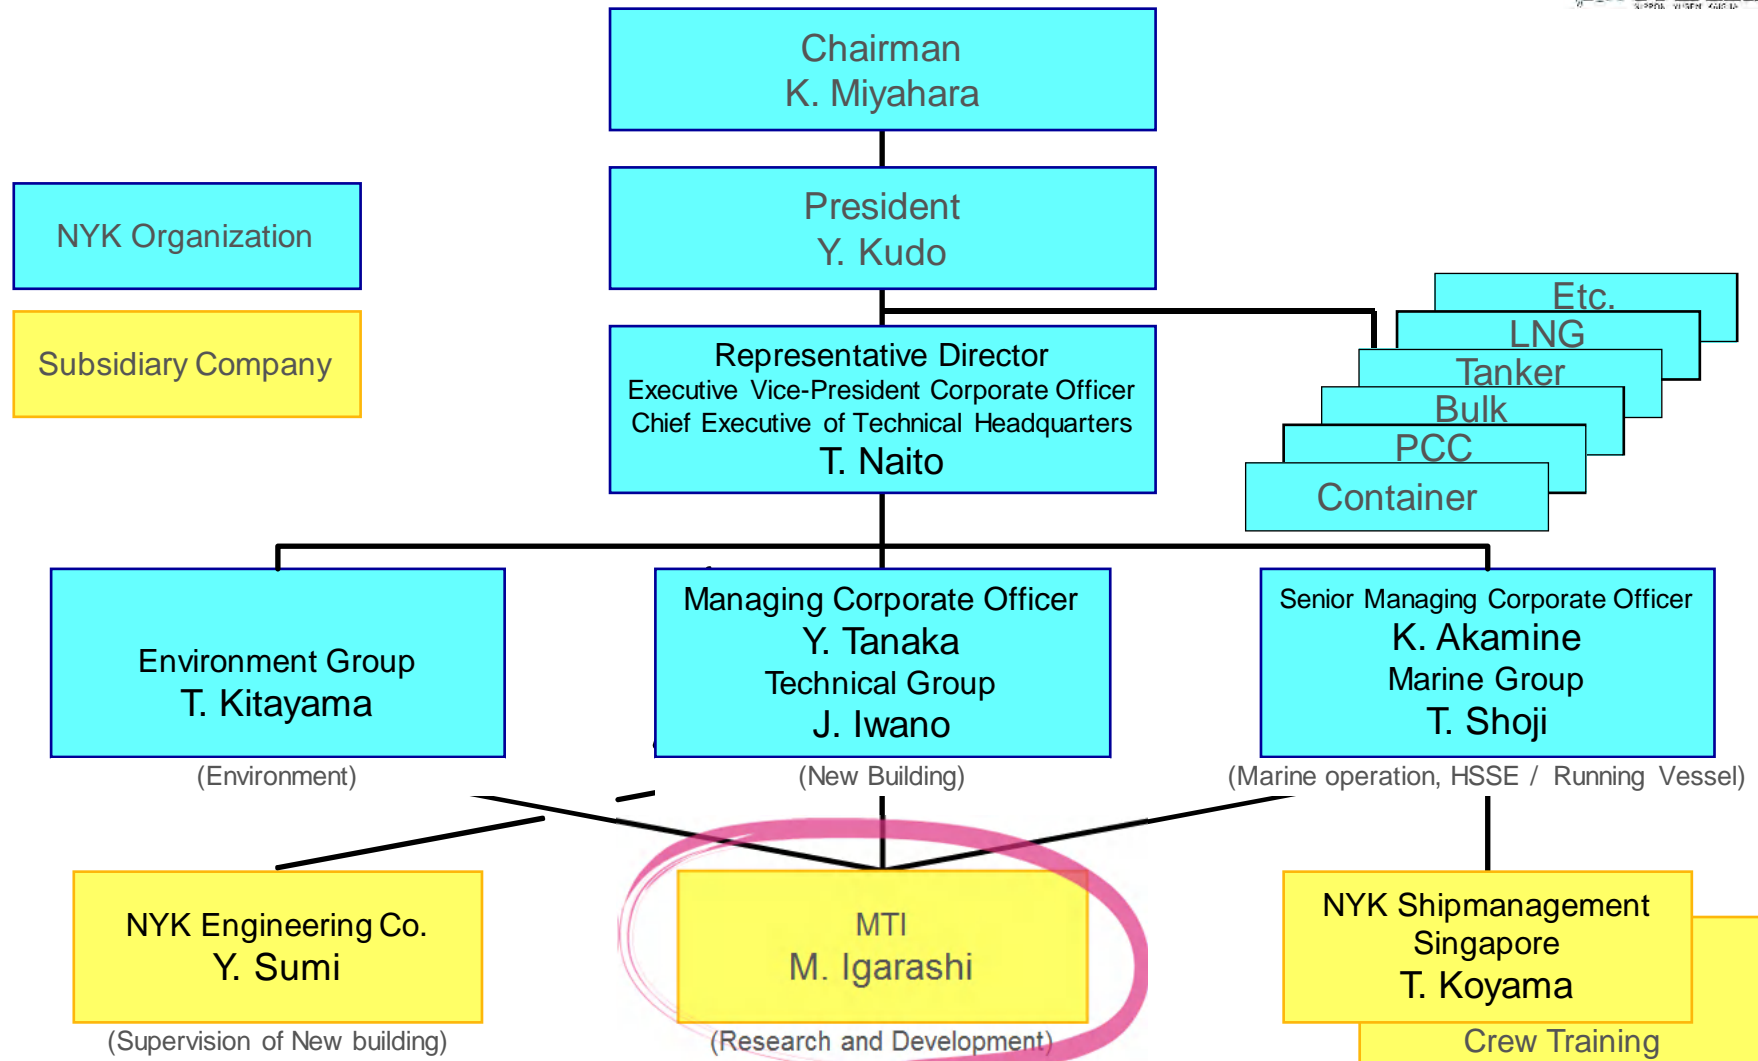 Chairman
K. Miyahara
President
Y. Kudo
NYK Organization
Subsidiary Company
Representative Director
Executive Vice-President Corporate Officer
Chief Executive of Technical Headquarters
T. Naito
Etc.
LNG
Tanker
Bulk
PCC
Container
Environment Group
T. Kitayama
(Environment)
Managing Corporate Officer
Y. Tanaka
Technical Group
J. Iwano
(New Building)
Senior Managing Corporate Officer
K. Akamine
Marine Group
T. Shoji
(Marine operation, HSSE / Running Vessel)
NYK Engineering Co.
Y. Sumi
(Supervision of New building)
MTI
M. Igarashi
(Research and Development)
NYK Shipmanagement
Singapore
T. Koyama
Crew Training